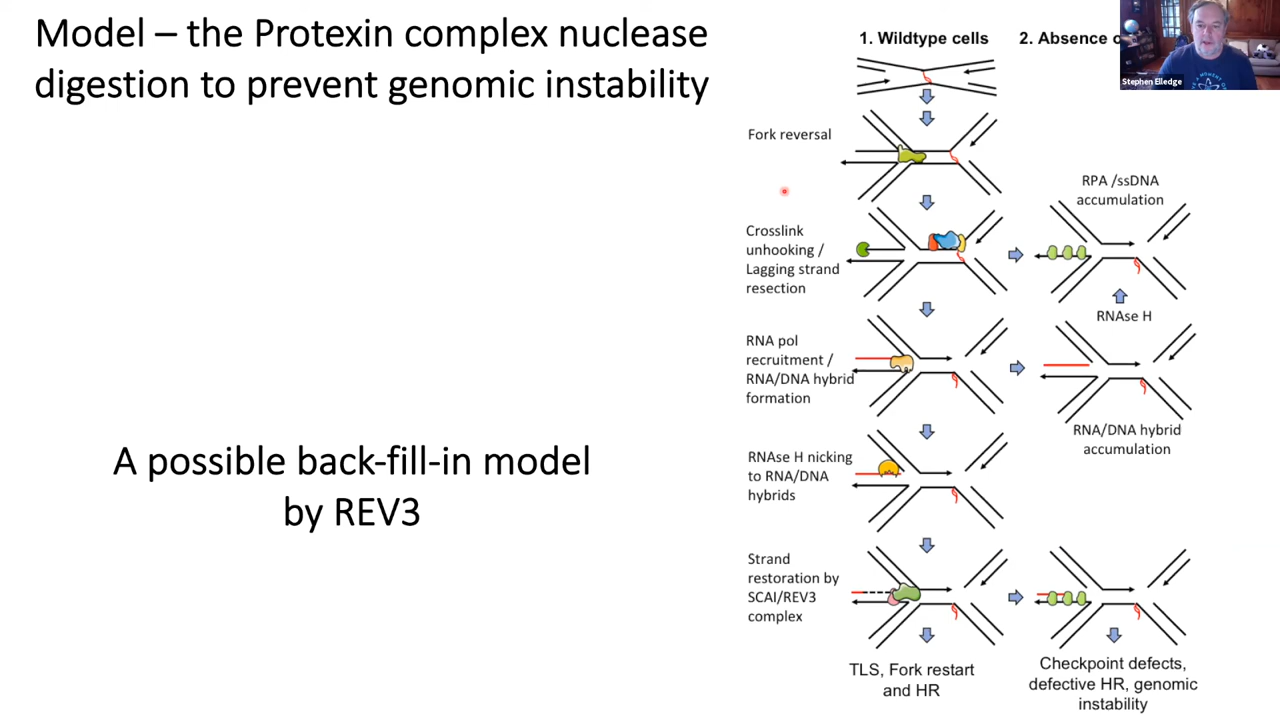 Model – the Protexin complex nuclease
digestion to prevent genomic instability
A possible back-fill-in model
by REV3
1. Wildtype cells
2. Absence
Stephen Elledge
Fork reversal
Crosslink
unhooking /
Lagging strand
resection
RPA /ssDNA
accumulation
RNAse H
RNA pol
recruitment /
RNA/DNA hybrid
formation
RNA/DNA hybrid
accumulation
RNAse H nicking
to RNA/DNA
hybrids
Strand
restoration by
SCAI/REV3
complex
TLS, Fork restart
and HR
Checkpoint defects,
defective HR, genomic
instability